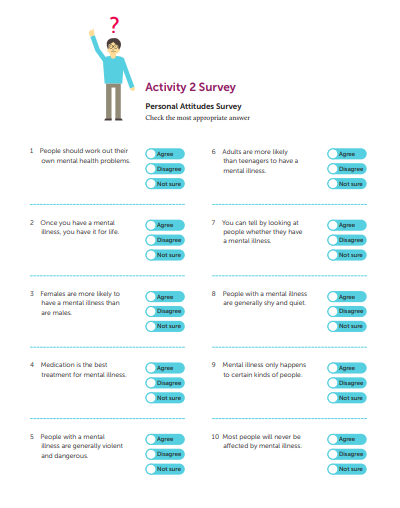 ?
Activity 2 Survey
Personal Attitudes Survey
Check the most appropriate answer
1 People should work out their
own mental health problems.
Agree
Disagree
Not sure
2 Once you have a mental
illness, you have it for life.
Agree
Disagree
Not sure
3 Females are more likely to
have a mental illness than
are males.
Agree
Disagree
Not sure
4 Medication is the best
treatment for mental illness.
Agree
Disagree
Not sure
5 People with a mental
illness are generally violent
and dangerous.
Agree
Disagree
Not sure
6 Adults are more likely
than teenagers to have a
mental illness.
Agree
Disagree
Not sure
7 You can tell by looking at
people whether they have
a mental illness.
Agree
Disagree
Not sure
8 People with a mental illness
are generally shy and quiet.
Agree
Disagree
Not sure
9 Mental illness only happens
to certain kinds of people.
Agree
Disagree
Not sure
10 Most people will never be
affected by mental illness.
Agree
Disagree
Not sure